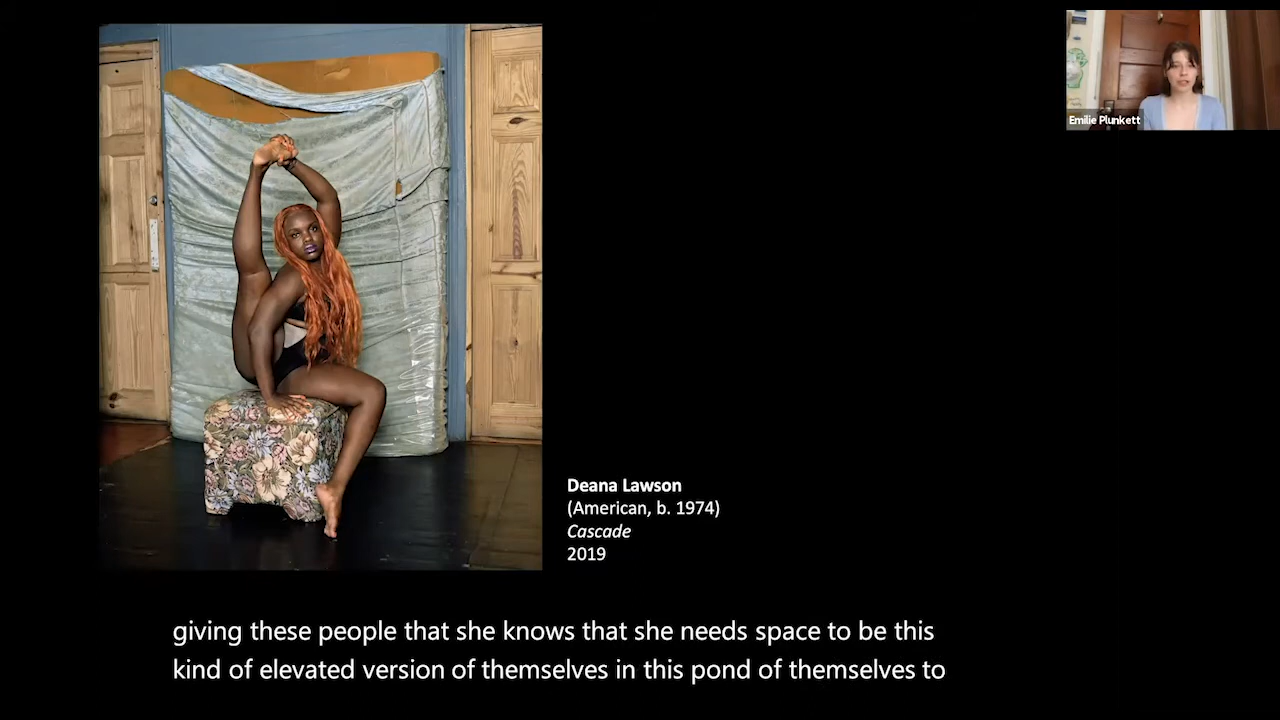 Emilie Plunkett
Deana Lawson
(American, b. 1974)
Cascade
2019
giving these people that she knows that she needs space to be this
kind of elevated version of themselves in this pond of themselves to